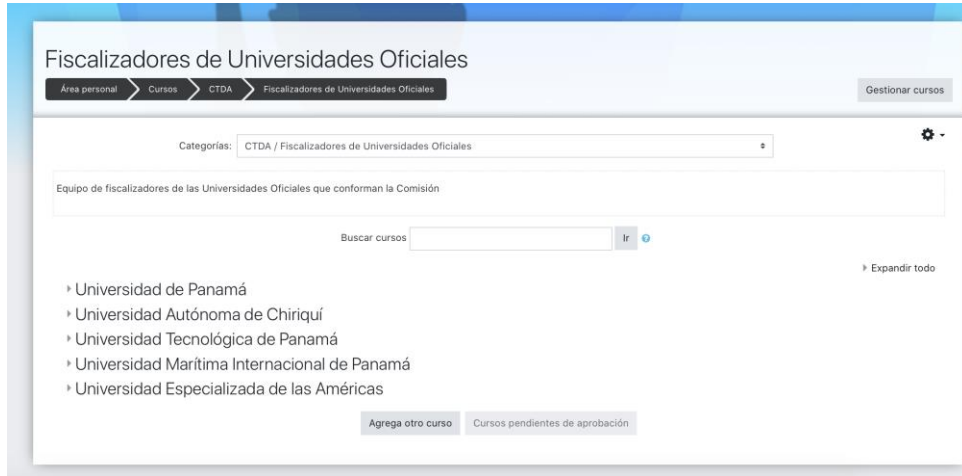 Fiscalizadores de Universidades Oficiales
Área personal Cursos CTDA Fiscalizadores de Universidades Oficiales
Gestionar cursos
Categorías: CTDA / Fiscalizadores de Universidades Oficiales
Equipo de fiscalizadores de las Universidades Oficiales que conforman la Comisión
Buscar cursos Ir
Expandir todo
Universidad de Panamá
Universidad Autónoma de Chiriquí
Universidad Tecnológica de Panamá
Universidad Marítima Internacional de Panamá
Universidad Especializada de las Américas
Agrega otro curso Cursos pendientes de aprobación